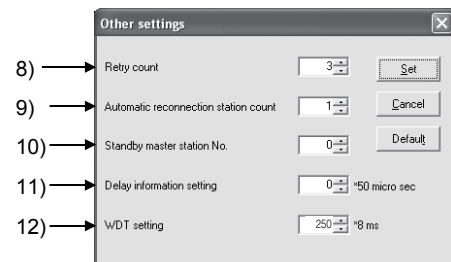 Other settings
8) Retry count 3 Set
9) Automatic reconnection station count 1 Cancel
10) Standby master station No. 0 Default
11) Delay information setting 0 *50 micro sec
12) WDT setting 250 *8 ms